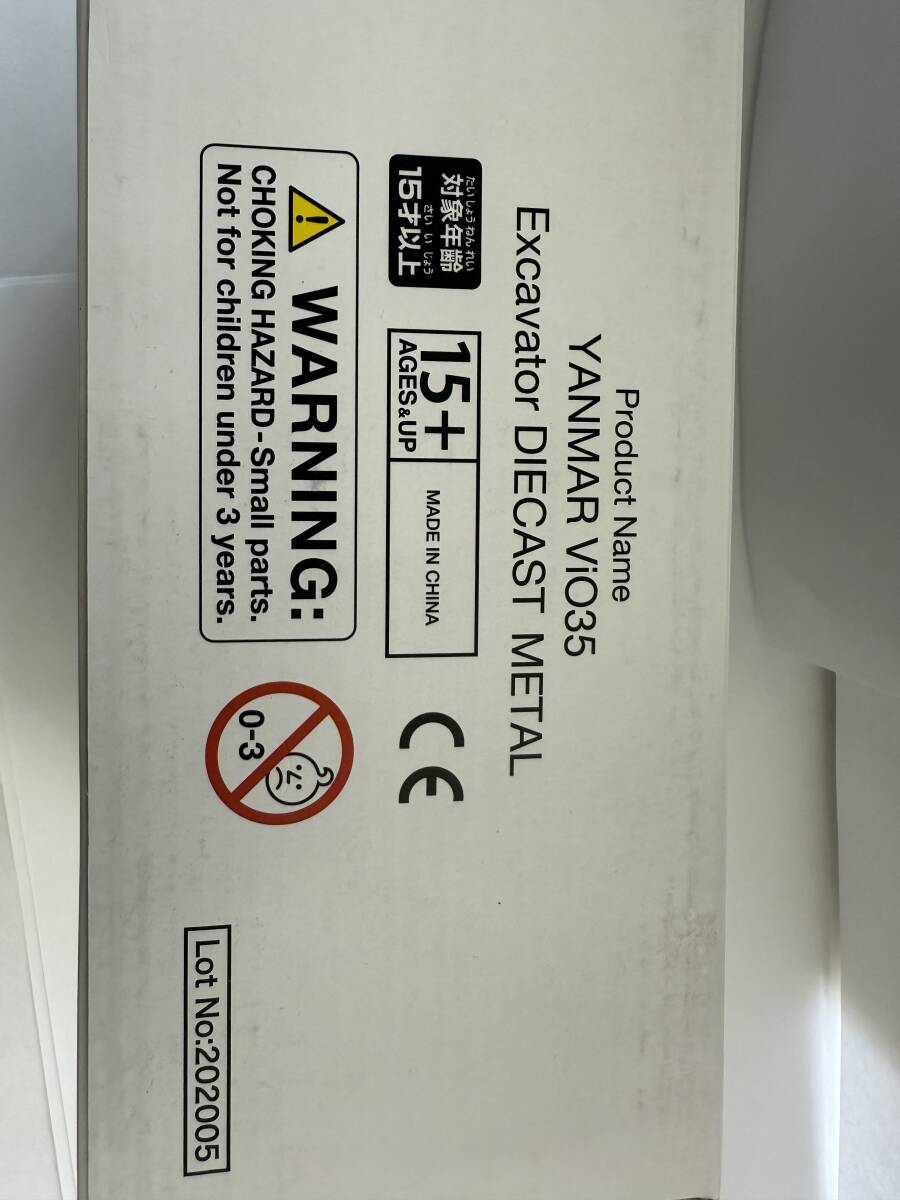 Product Name
YANMAR ViO35
Excavator DIECAST METAL
たいしょうねんれい
対象年齢
さいいじょう
15才以上
15+
AGES&UP
MADE IN CHINA
CE
WARNING:
CHOKING HAZARD-Small parts.
Not for children under 3 years.
0-3
Lot No:202005